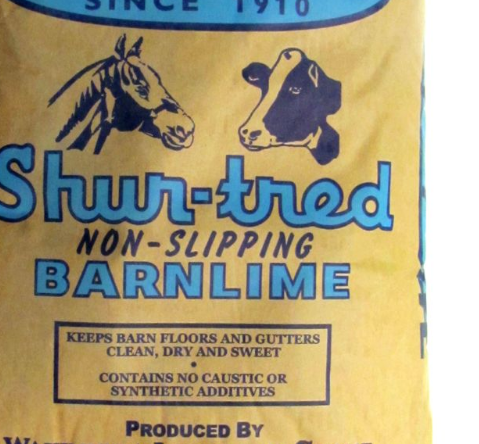 SINCE 1910
Shur-tred
NON-SLIPPING
BARNLIME
KEEPS BARN FLOORS AND GUTTERS
CLEAN, DRY AND SWEET
•
CONTAINS NO CAUSTIC OR
SYNTHETIC ADDITIVES
PRODUCED BY